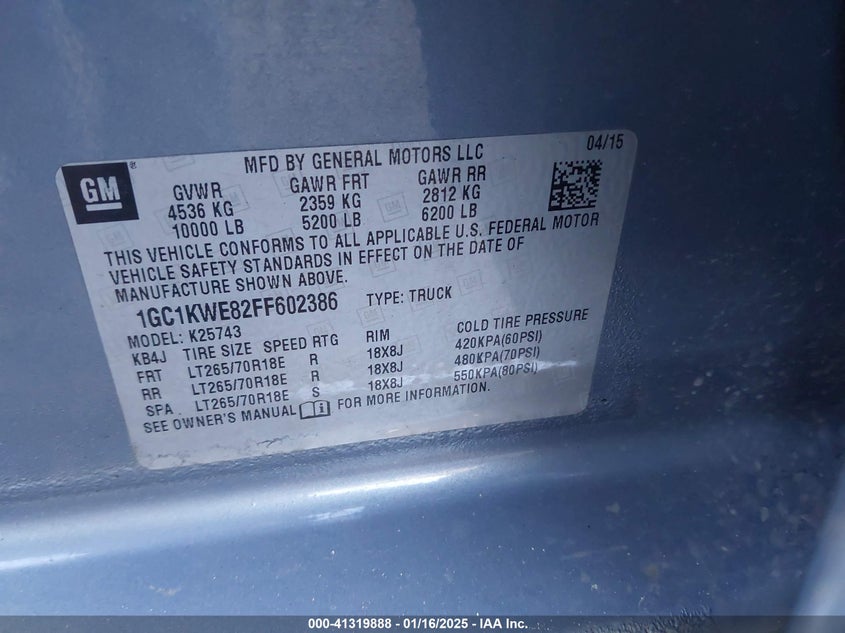 GM
MFD BY GENERAL MOTORS LLC
04/15
GVWR GAWR FRT GAWR RR
4536 KG 2359 KG 2812 KG
10000 LB 5200 LB 6200 LB
THIS VEHICLE CONFORMS TO ALL APPLICABLE U.S. FEDERAL MOTOR
VEHICLE SAFETY STANDARDS IN EFFECT ON THE DATE OF
MANUFACTURE SHOWN ABOVE.
1GC1KWE82FF602386 TYPE: TRUCK
MODEL: K25743
KB4J TIRE SIZE SPEED RTG RIM COLD TIRE PRESSURE
FRT LT265/70R18E R 18X8J 420KPA(60PSI)
RR LT265/70R18E R 18X8J 480KPA(70PSI)
SPA LT265/70R18E S 18X8J 550KPA(80PSI)
SEE OWNER'S MANUAL FOR MORE INFORMATION.
000-41319888 - 01/16/2025 - IAA Inc.